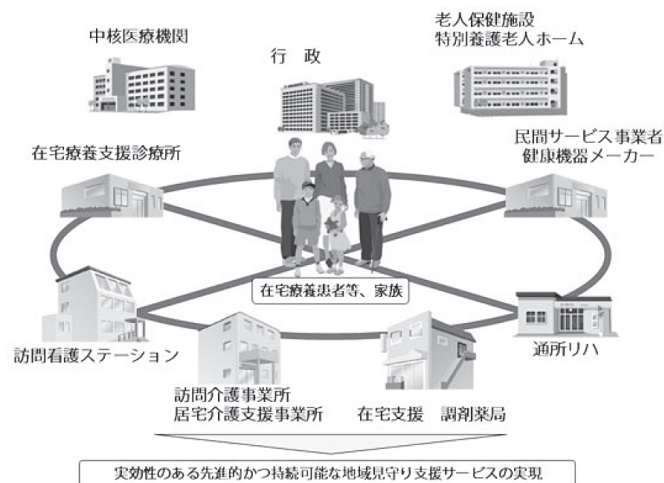 中核医療機関
行　政
老人保健施設
特別養護老人ホーム
在宅療養支援診療所
民間サービス事業者
健康機器メーカー
在宅療養患者等、家族
訪問看護ステーション
通所リハ
訪問介護事業所
居宅介護支援事業所
在宅支援　調剤薬局
実効性のある先進的かつ持続可能な地域見守り支援サービスの実現